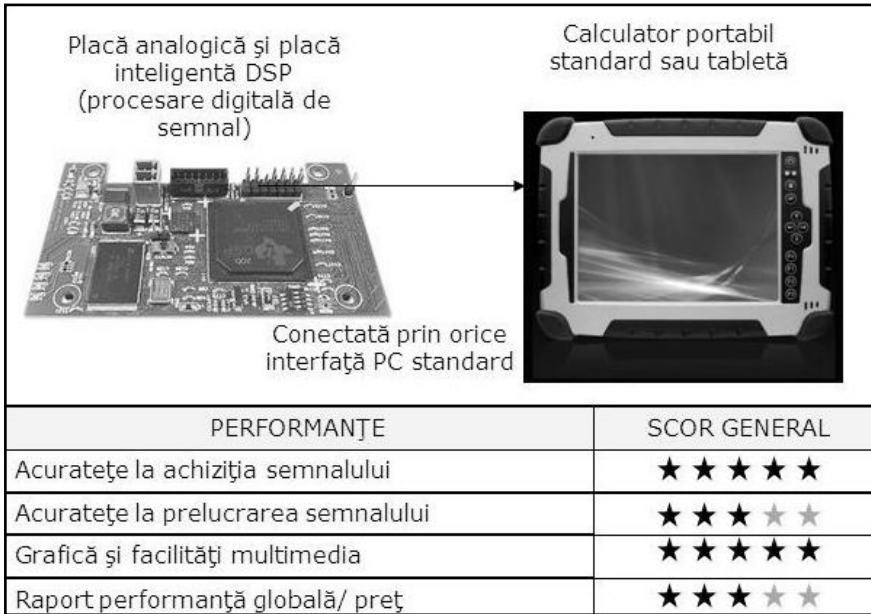 Placă analogică şi placă
inteligentă DSP
(procesare digitală de
semnal)
Calculator portabil
standard sau tabletă
Conectată prin orice
interfaţă PC standard
PERFORMANŢE
SCOR GENERAL
Acurateţe la achiziţia semnalului
Acurateţe la prelucrarea semnalului
Grafică şi facilităţi multimedia
Raport performanţă globală/ preţ